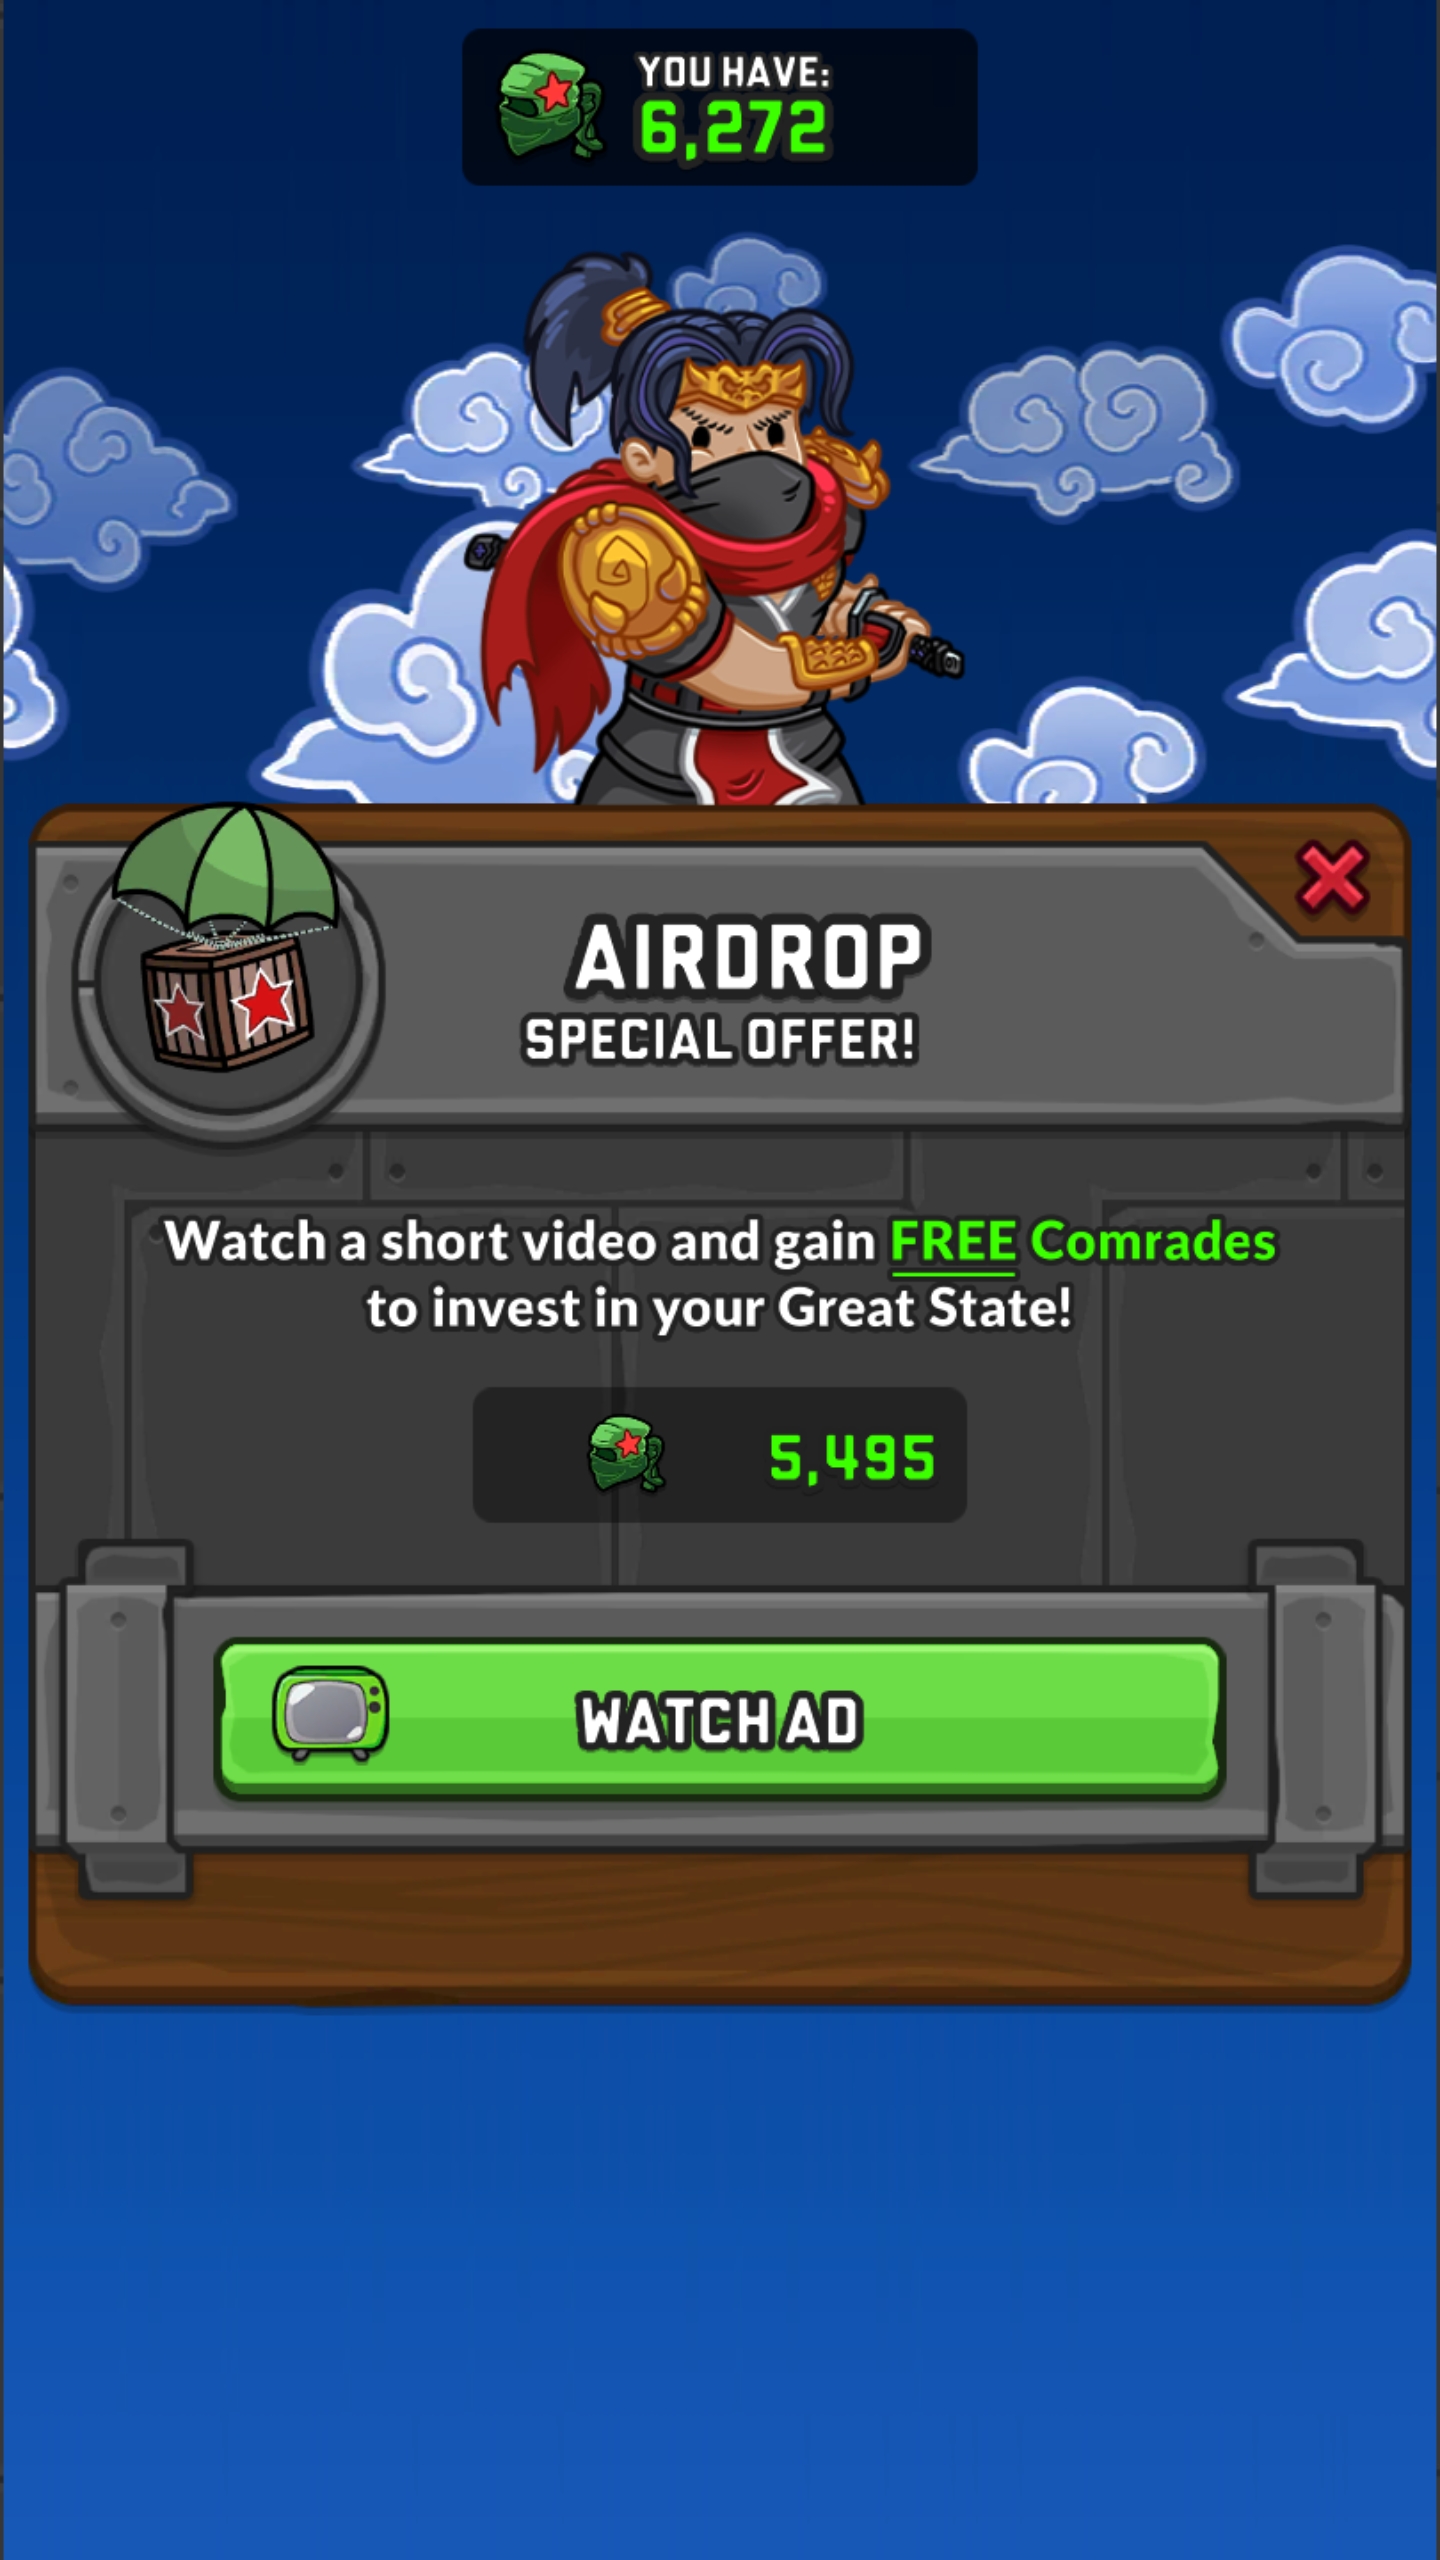 YOU HAVE:
6,272
AIRDROP
SPECIAL OFFER!
Watch a short video and gain FREE Comrades
to invest in your Great State!
5,495
WATCH AD